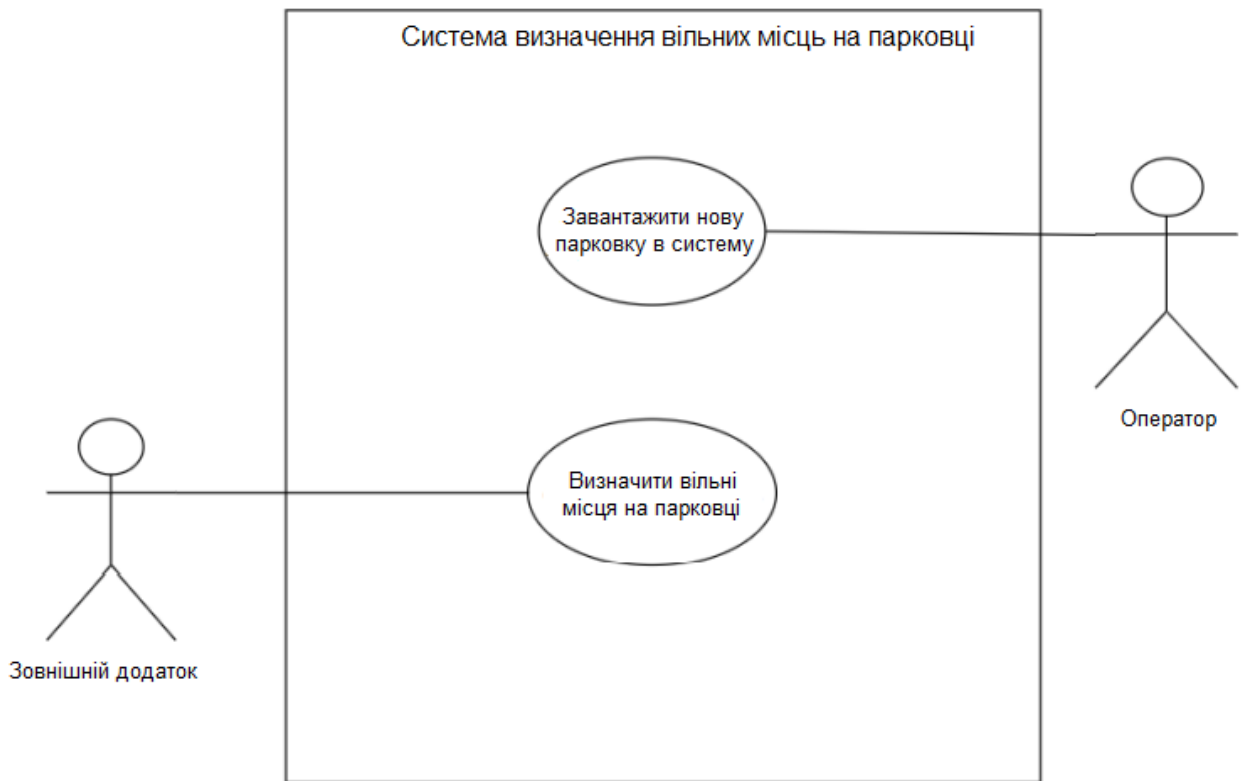 Система визначення вільних місць на парковці
Завантажити нову
парковку в систему
Оператор
Визначити вільні
місця на парковці
Зовнішній додаток